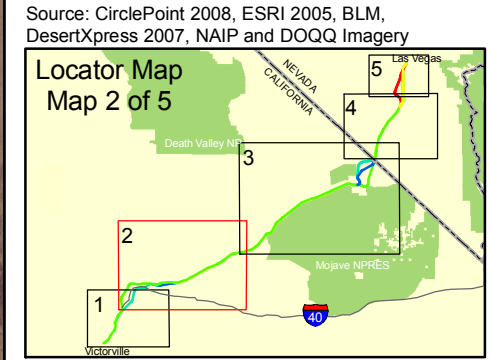 Source: CirclePoint 2008, ESRI 2005, BLM,
DesertXpress 2007, NAIP and DOQQ Imagery
Locator Map
Map 2 of 5
NEVADA
CALIFORNIA
5
Las Vegas
4
Death Valley NP
3
2
Mojave NPRES
1
40
Victorville